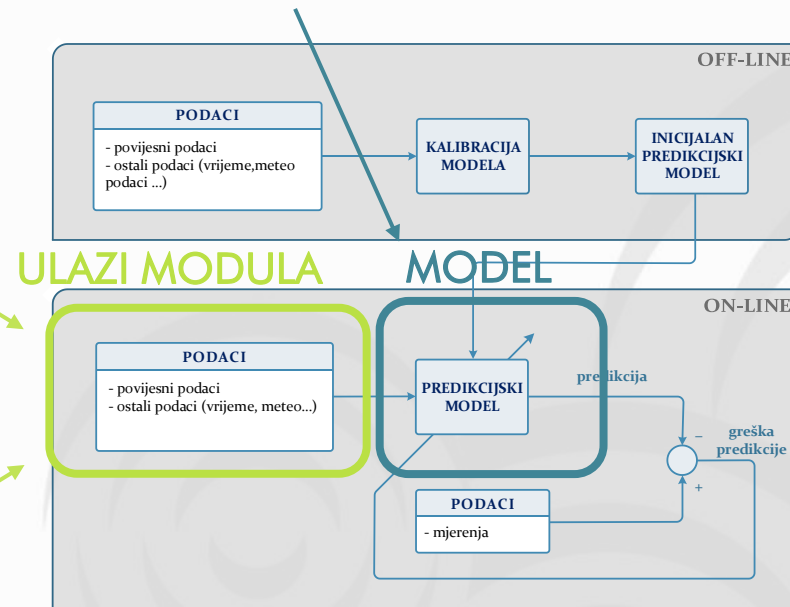 OFF-LINE
PODACI
- povijesni podaci
- ostali podaci (vrijeme,meteo
podaci ...)
KALIBRACIJA
MODELA
INICIJALAN
PREDIKCIJSKI
MODEL
ULAZI MODULA
MODEL
ON-LINE
PODACI
- povijesni podaci
- ostali podaci (vrijeme, meteo...)
PREDIKCIJSKI
MODEL
predikcija
−
greška
predikcije
+
PODACI
- mjerenja